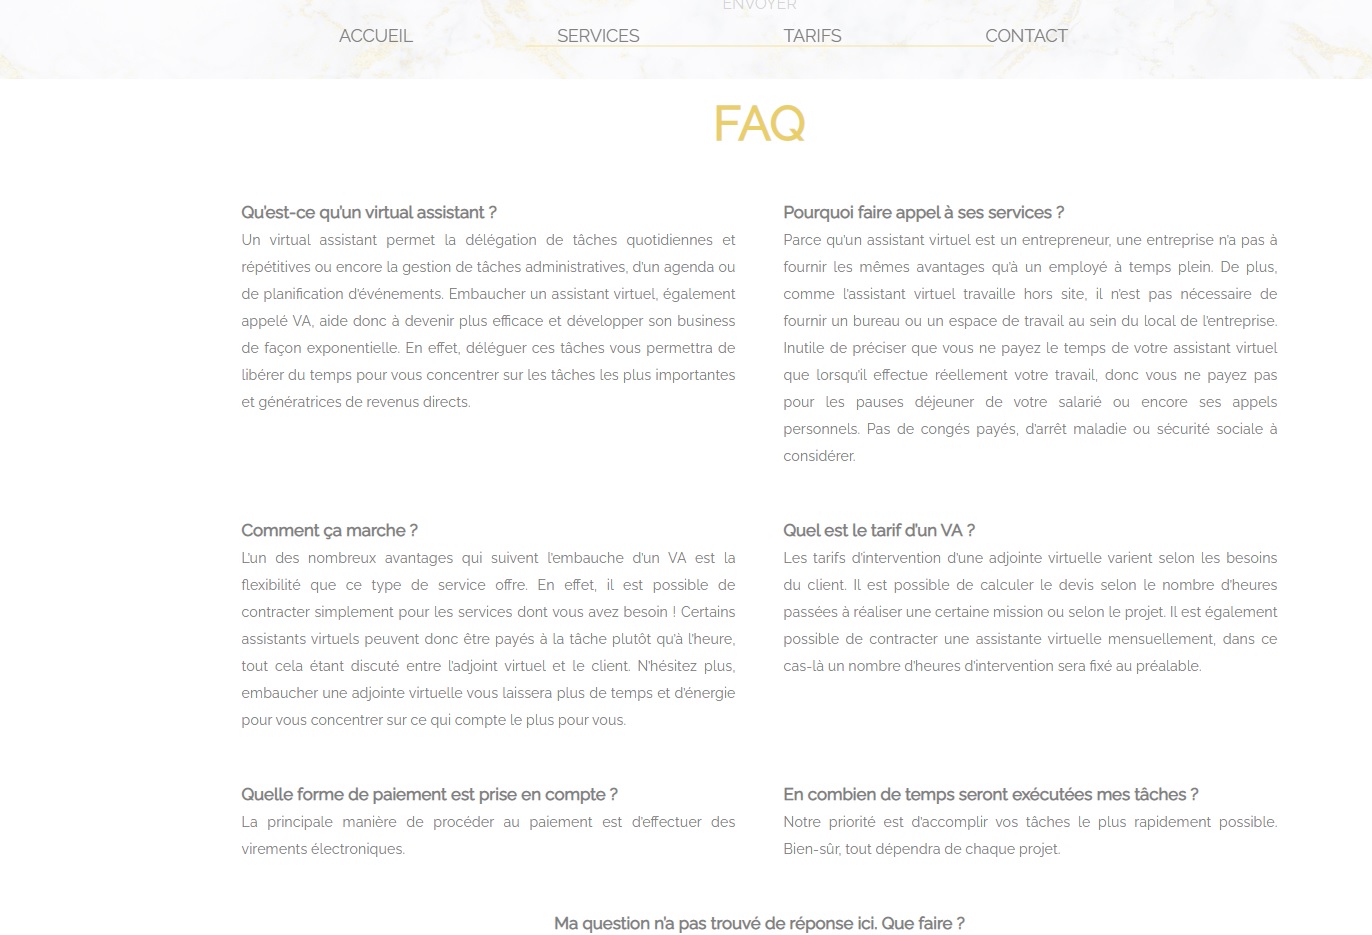 ENVOYER
ACCUEIL SERVICES TARIFS CONTACT
FAQ
Qu'est-ce qu'un virtual assistant ?
Un virtual assistant permet la délégation de tâches quotidiennes et
répétitives ou encore la gestion de tâches administratives, d'un agenda ou
de planification d'événements. Embaucher un assistant virtuel, également
appelé VA, aide donc à devenir plus efficace et développer son business
de façon exponentielle. En effet, déléguer ces tâches vous permettra de
libérer du temps pour vous concentrer sur les tâches les plus importantes
et génératrices de revenus directs.
Pourquoi faire appel à ses services ?
Parce qu'un assistant virtuel est un entrepreneur, une entreprise n'a pas à
fournir les mêmes avantages qu'à un employé à temps plein. De plus,
comme l'assistant virtuel travaille hors site, il n'est pas nécessaire de
fournir un bureau ou un espace de travail au sein du local de l'entreprise.
Inutile de préciser que vous ne payez le temps de votre assistant virtuel
que lorsqu'il effectue réellement votre travail, donc vous ne payez pas
pour les pauses déjeuner de votre salarié ou encore ses appels
personnels. Pas de congés payés, d'arrêt maladie ou sécurité sociale à
considérer.
Comment ça marche ?
L'un des nombreux avantages qui suivent l'embauche d'un VA est la
flexibilité que ce type de service offre. En effet, il est possible de
contracter simplement pour les services dont vous avez besoin ! Certains
assistants virtuels peuvent donc être payés à la tâche plutôt qu'à l'heure,
tout cela étant discuté entre l'adjoint virtuel et le client. N'hésitez plus,
embaucher une adjointe virtuelle vous laissera plus de temps et d'énergie
pour vous concentrer sur ce qui compte le plus pour vous.
Quel est le tarif d'un VA ?
Les tarifs d'intervention d'une adjointe virtuelle varient selon les besoins
du client. Il est possible de calculer le devis selon le nombre d'heures
passées à réaliser une certaine mission ou selon le projet. Il est également
possible de contracter une assistante virtuelle mensuellement, dans ce
cas-là un nombre d'heures d'intervention sera fixé au préalable.
Quelle forme de paiement est prise en compte ?
La principale manière de procéder au paiement est d'effectuer des
virements électroniques.
En combien de temps seront exécutées mes tâches ?
Notre priorité est d'accomplir vos tâches le plus rapidement possible.
Bien-sûr, tout dépendra de chaque projet.
Ma question n'a pas trouvé de réponse ici. Que faire ?